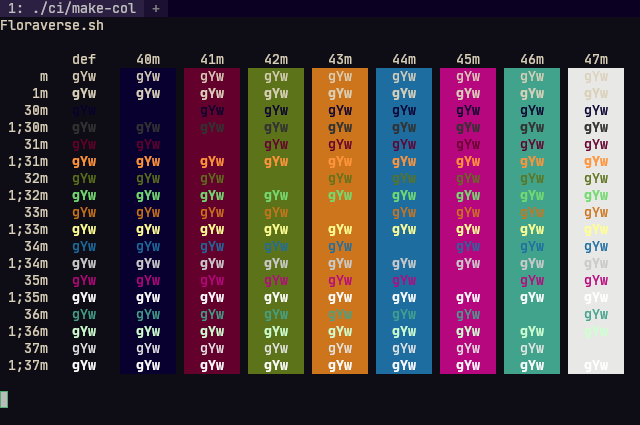 1: ./ci/make-col +
Floraverse.sh
def 40m 41m 42m 43m 44m 45m 46m 47m
m gYw gYw gYw gYw gYw gYw gYw gYw gYw
1m gYw gYw gYw gYw gYw gYw gYw gYw gYw
30m gYw gYw gYw gYw gYw gYw gYw gYw
1;30m gYw gYw gYw gYw gYw gYw gYw gYw gYw
31m gYw gYw gYw gYw gYw gYw gYw gYw
1;31m gYw gYw gYw gYw gYw gYw gYw gYw gYw
32m gYw gYw gYw gYw gYw gYw gYw gYw
1;32m gYw gYw gYw gYw gYw gYw gYw gYw gYw
33m gYw gYw gYw gYw gYw gYw gYw gYw
1;33m gYw gYw gYw gYw gYw gYw gYw gYw gYw
34m gYw gYw gYw gYw gYw gYw gYw gYw
1;34m gYw gYw gYw gYw gYw gYw gYw gYw gYw
35m gYw gYw gYw gYw gYw gYw gYw gYw
1;35m gYw gYw gYw gYw gYw gYw gYw gYw gYw
36m gYw gYw gYw gYw gYw gYw gYw gYw
1;36m gYw gYw gYw gYw gYw gYw gYw gYw gYw
37m gYw gYw gYw gYw gYw gYw gYw gYw
1;37m gYw gYw gYw gYw gYw gYw gYw gYw gYw